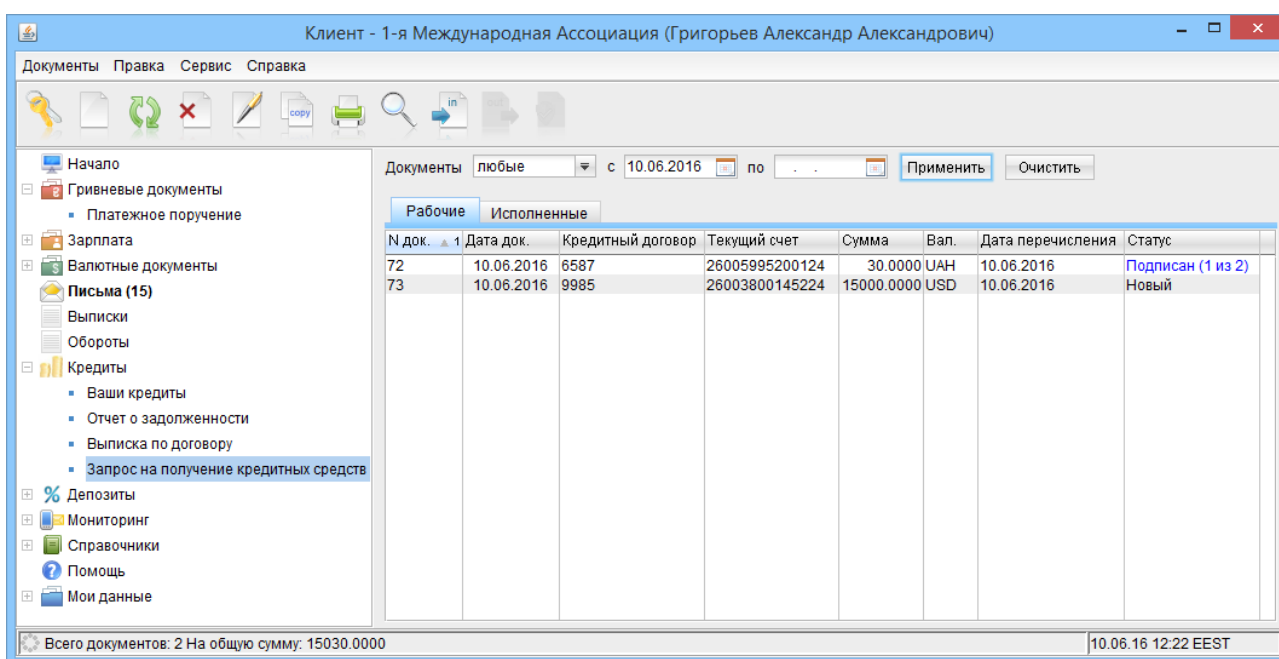 Клиент - 1-я Международная Ассоциация (Григорьев Александр Александрович)
Документы Правка Сервис Справка
copy in
Начало
Гривневые документы
Платежное поручение
Зарплата
Валютные документы
Письма (15)
Выписки
Обороты
Кредиты
Ваши кредиты
Отчет о задолженности
Выписка по договору
Запрос на получение кредитных средств
Депозиты
Мониторинг
Справочники
Помощь
Мои данные
Документы любые с 10.06.2016 по . . Применить Очистить
Рабочие Исполненные
N док. 1 Дата док. Кредитный договор Текущий счет Сумма Вал. Дата перечисления Статус
72 10.06.2016 6587 26005995200124 30.0000 UAH 10.06.2016 Подписан (1 из 2)
73 10.06.2016 9985 26003800145224 15000.0000 USD 10.06.2016 Новый
Всего документов: 2 На общую сумму: 15030.0000 10.06.16 12:22 EEST